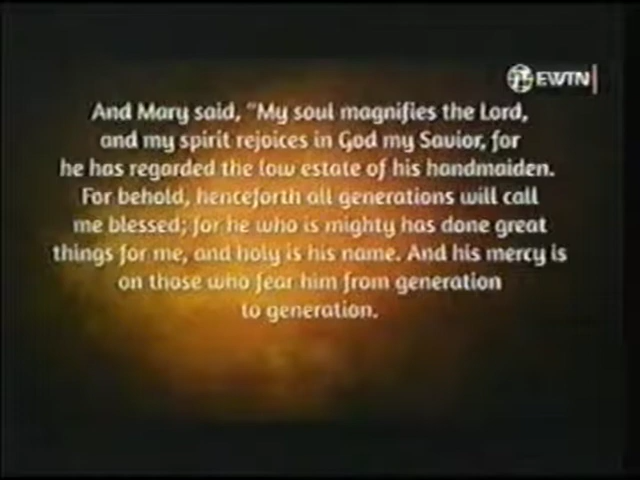 EWTN
And Mary said, "My soul magnifies the Lord,
and my spirit rejoices in God my Savior, for
he has regarded the low estate of his handmaiden.
For behold, henceforth all generations will call
me blessed; for he who is mighty has done great
things for me, and holy is his name. And his mercy is
on those who fear him from generation
to generation.